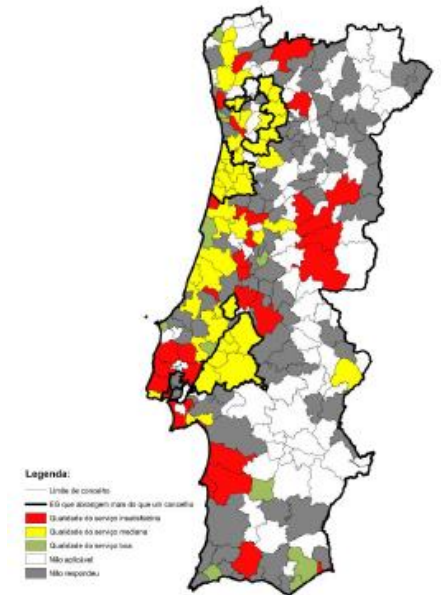 Legenda:
Limite de concelho
EG que abrangem mais do que um concelho
Qualidade do serviço insatisfatória
Qualidade do serviço mediana
Qualidade do serviço boa
Não aplicável
Não respondeu